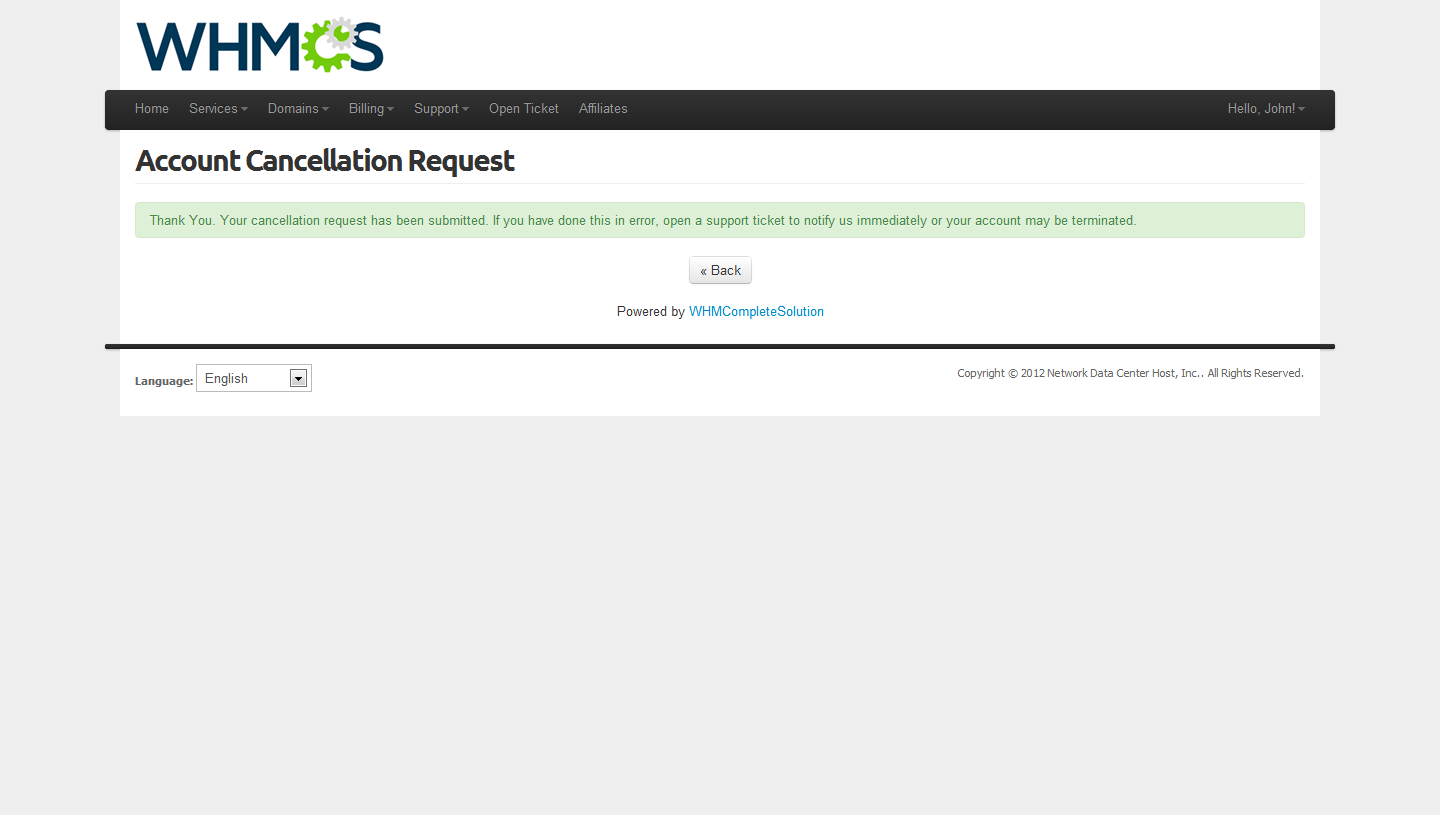 WHMCS
Home Services Domains Billing Support Open Ticket Affiliates Hello, John!
Account Cancellation Request
Thank You. Your cancellation request has been submitted. If you have done this in error, open a support ticket to notify us immediately or your account may be terminated.
« Back
Powered by WHMCompleteSolution
Language: English
Copyright © 2012 Network Data Center Host, Inc.. All Rights Reserved.